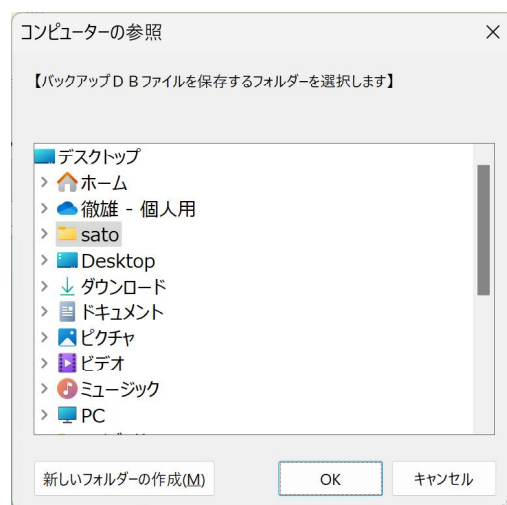 コンピューターの参照
【バックアップＤＢファイルを保存するフォルダーを選択します】
デスクトップ
ホーム
徹雄 - 個人用
sato
Desktop
ダウンロード
ドキュメント
ピクチャ
ビデオ
ミュージック
PC
新しいフォルダーの作成(M)
OK
キャンセル